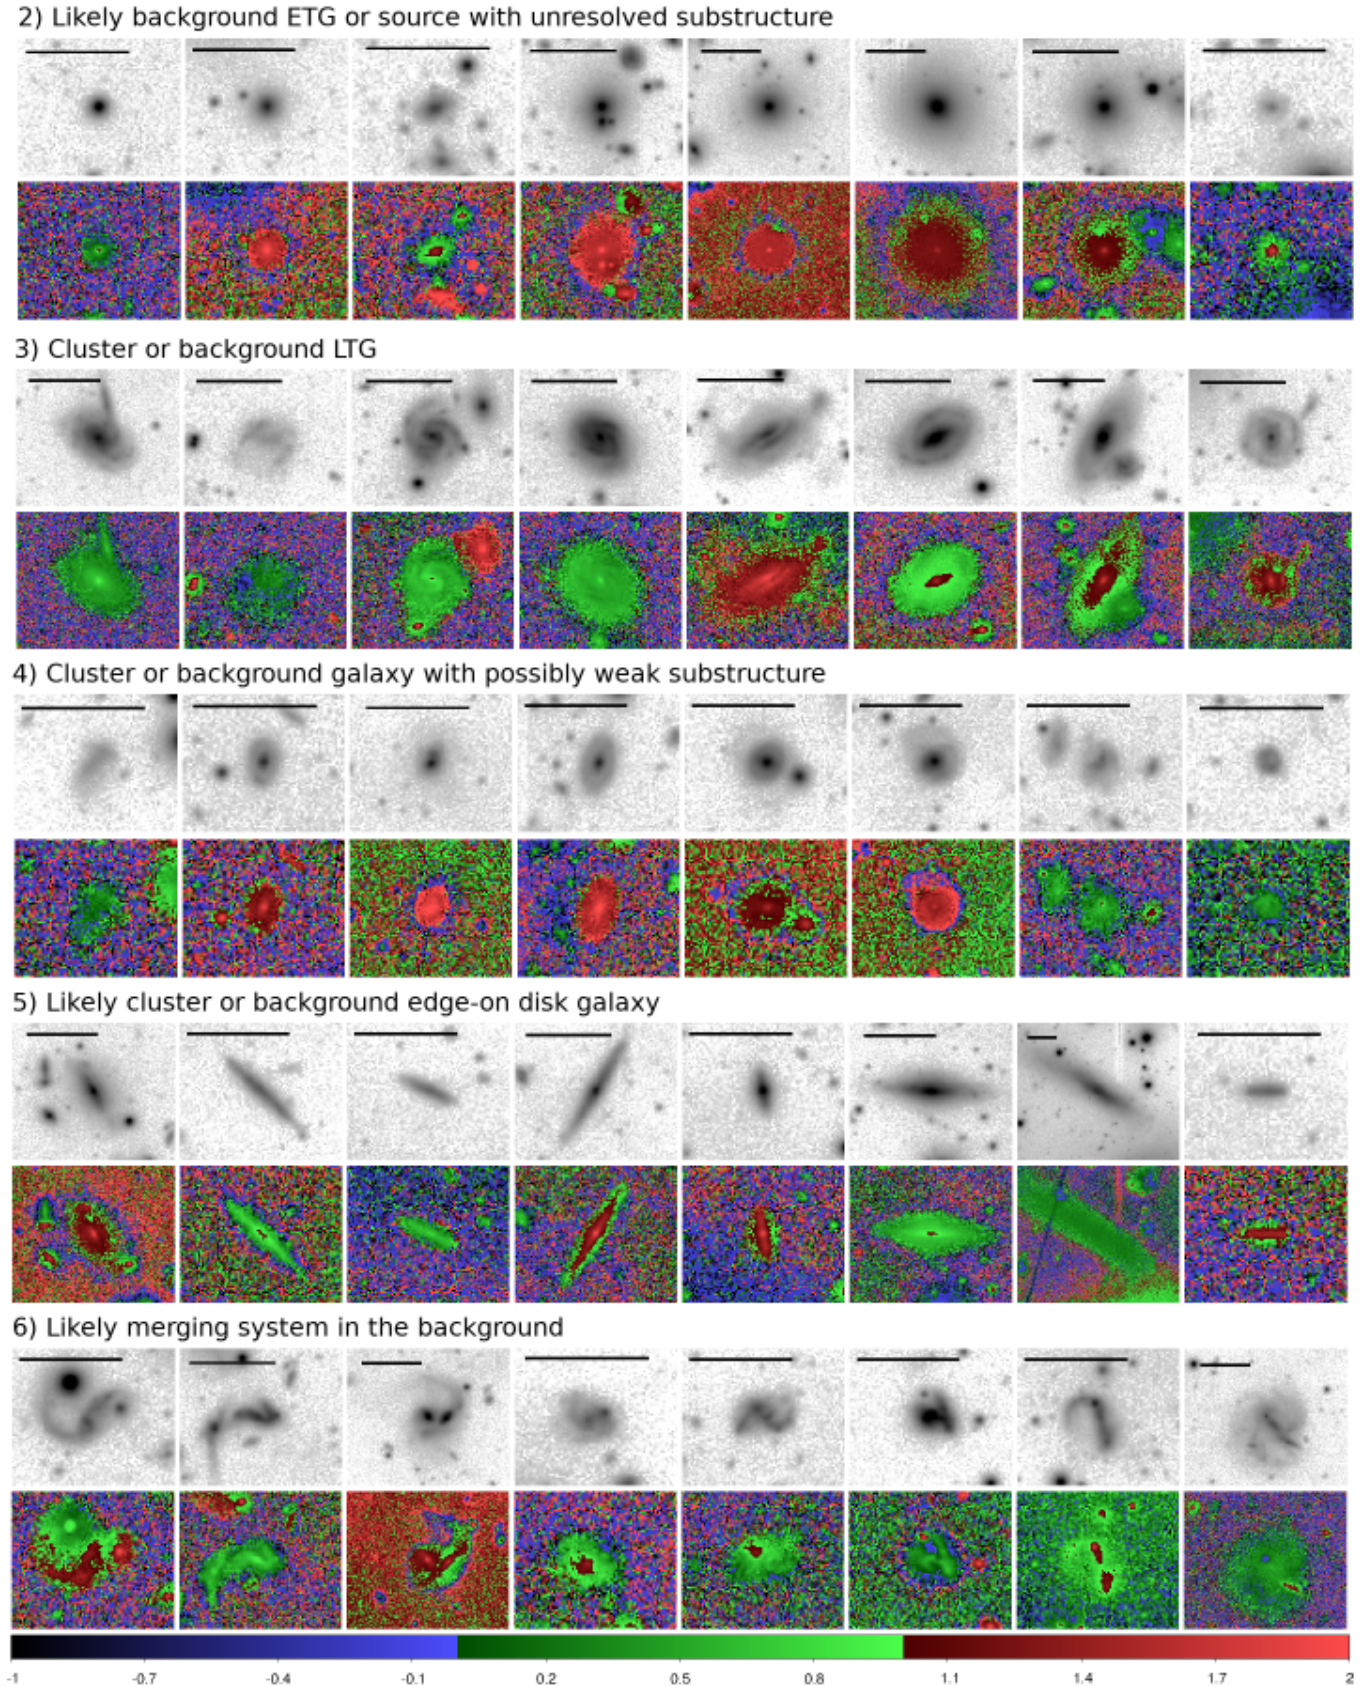 2) Likely background ETG or source with unresolved substructure
3) Cluster or background LTG
4) Cluster or background galaxy with possibly weak substructure
5) Likely cluster or background edge-on disk galaxy
6) Likely merging system in the background
-1 -0.7 -0.4 -0.1 0.2 0.5 0.8 1.1 1.4 1.7 2